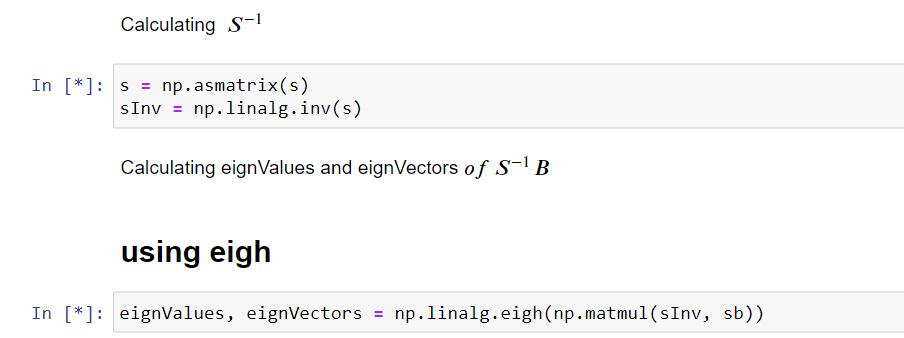 Calculating S⁻¹
In [*]: s = np.asmatrix(s)
sInv = np.linalg.inv(s)
Calculating eignValues and eignVectors of S⁻¹B
using eigh
In [*]: eignValues, eignVectors = np.linalg.eigh(np.matmul(sInv, sb))